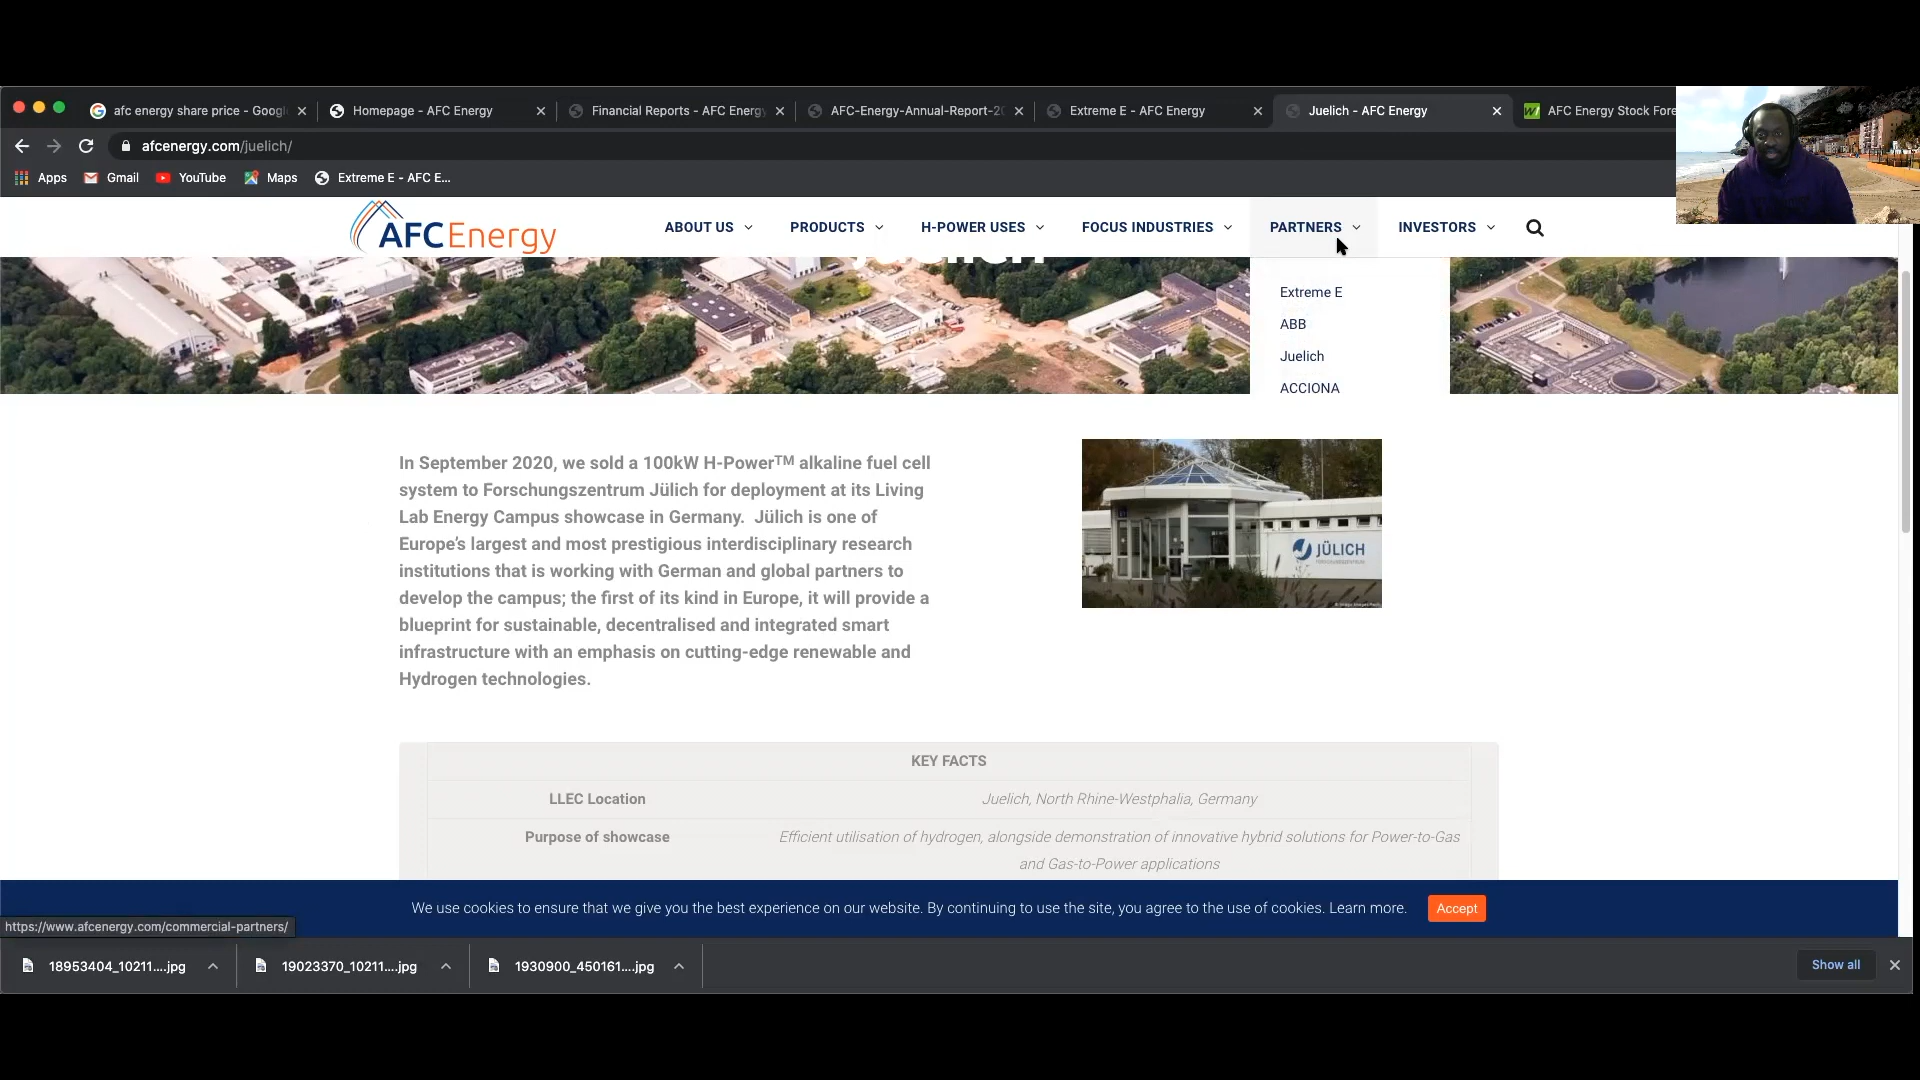 afc energy share price - Googl
Homepage - AFC Energy
Financial Reports - AFC Energy
AFC-Energy-Annual-Report-20
Extreme E - AFC Energy
Juelich - AFC Energy
AFC Energy Stock Fore
afcenergy.com/juelich/
Apps
Gmail
YouTube
Maps
Extreme E - AFC E...
AFC Energy
ABOUT US
PRODUCTS
H-POWER USES
FOCUS INDUSTRIES
PARTNERS
INVESTORS
Juelich
Extreme E
ABB
Juelich
ACCIONA
In September 2020, we sold a 100kW H-Power™ alkaline fuel cell
system to Forschungszentrum Jülich for deployment at its Living
Lab Energy Campus showcase in Germany. Jülich is one of
Europe's largest and most prestigious interdisciplinary research
institutions that is working with German and global partners to
develop the campus; the first of its kind in Europe, it will provide a
blueprint for sustainable, decentralised and integrated smart
infrastructure with an emphasis on cutting-edge renewable and
Hydrogen technologies.
JÜLICH
KEY FACTS
LLEC Location
Juelich, North Rhine-Westphalia, Germany
Purpose of showcase
Efficient utilisation of hydrogen, alongside demonstration of innovative hybrid solutions for Power-to-Gas
and Gas-to-Power applications
We use cookies to ensure that we give you the best experience on our website. By continuing to use the site, you agree to the use of cookies. Learn more.
Accept
https://www.afcenergy.com/commercial-partners/
18953404_10211....jpg
19023370_10211....jpg
1930900_450161....jpg
Show all